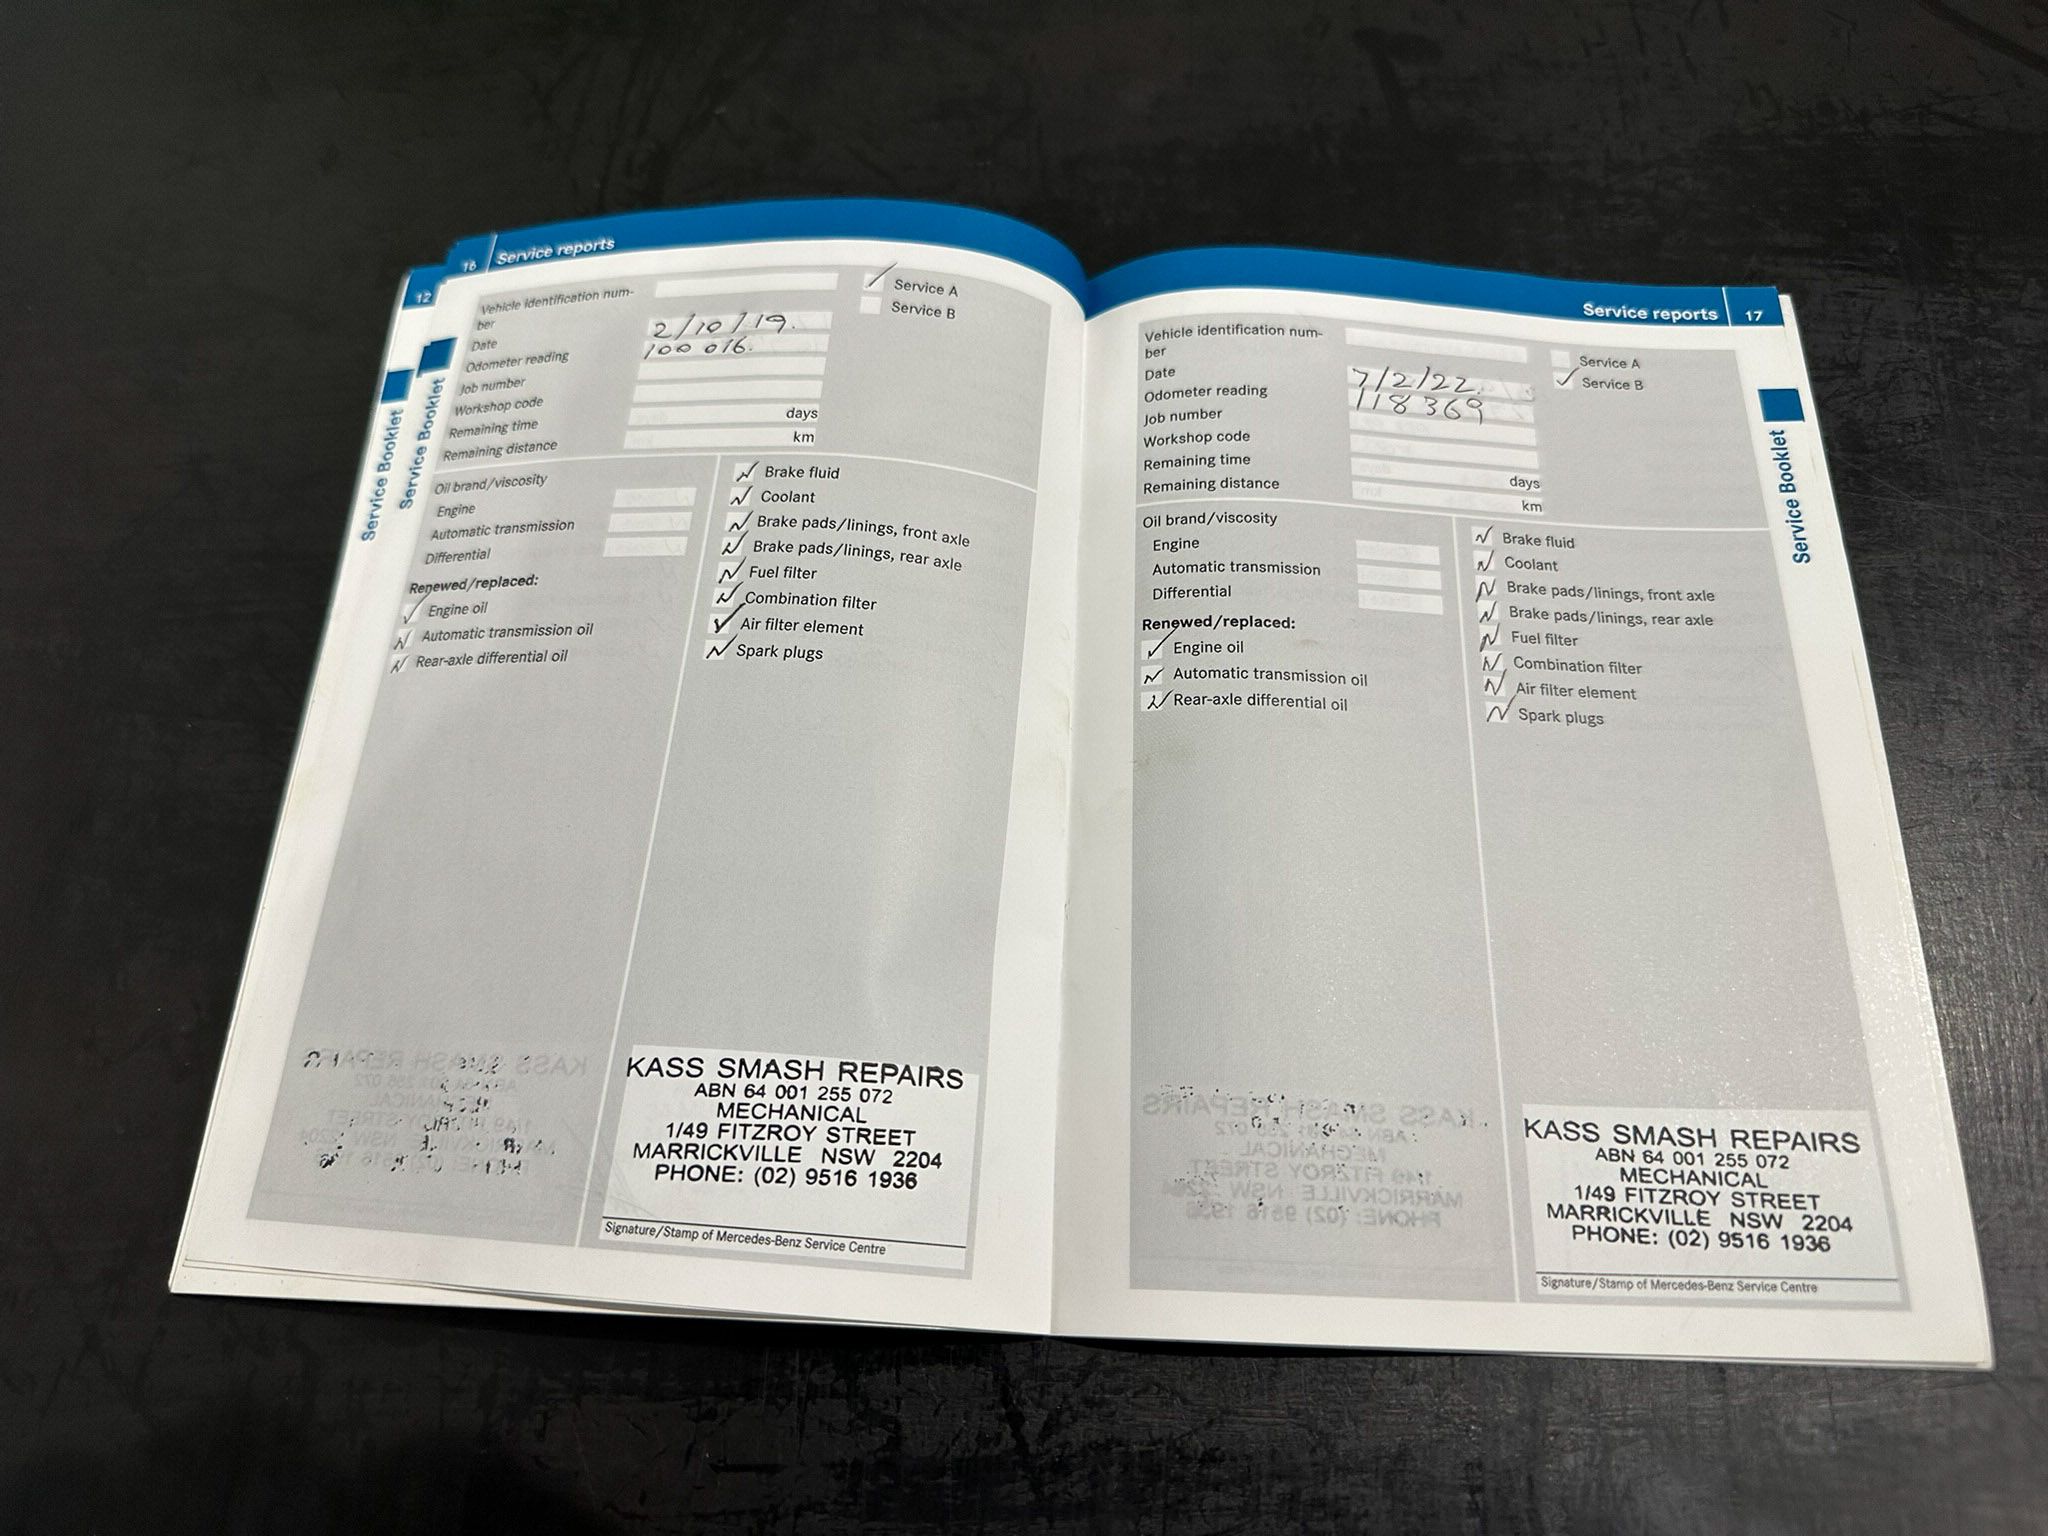 12
Service Booklet
16 Service reports
Service Booklet
Vehicle identification num-
ber
Date 2/10/19.
Odometer reading 100 016.
Job number
Workshop code
Remaining time days
Remaining distance km
Service A
Service B
Oil brand/viscosity
Engine
Automatic transmission
Differential
Renewed/replaced:
✓ Engine oil
N Automatic transmission oil
N Rear-axle differential oil
N Brake fluid
N Coolant
N Brake pads/linings, front axle
N Brake pads/linings, rear axle
N Fuel filter
N Combination filter
✓ Air filter element
N Spark plugs
KASS SMASH REPAIRS
ABN 64 001 255 072
MECHANICAL
1/49 FITZROY STREET
MARRICKVILLE NSW 2204
PHONE: (02) 9516 1936
Signature/Stamp of Mercedes-Benz Service Centre
Service reports 17
Service Booklet
Vehicle identification num-
ber
Date 7/2/22.
Odometer reading 118369
Job number
Workshop code
Remaining time days
Remaining distance km
Service A
✓ Service B
Oil brand/viscosity
Engine
Automatic transmission
Differential
Renewed/replaced:
✓ Engine oil
N Automatic transmission oil
N Rear-axle differential oil
N Brake fluid
N Coolant
N Brake pads/linings, front axle
N Brake pads/linings, rear axle
N Fuel filter
N Combination filter
N Air filter element
N Spark plugs
KASS SMASH REPAIRS
ABN 64 001 255 072
MECHANICAL
1/49 FITZROY STREET
MARRICKVILLE NSW 2204
PHONE: (02) 9516 1936
Signature/Stamp of Mercedes-Benz Service Centre